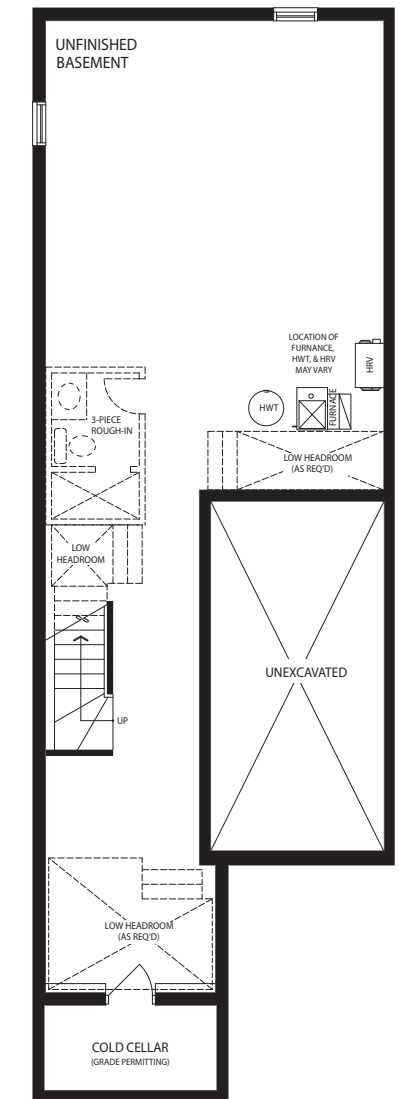 UNFINISHED
BASEMENT
LOCATION OF
FURNANCE,
HWT, & HRV
MAY VARY
HRV
HWT
FURNACE
3-PIECE
ROUGH-IN
LOW HEADROOM
(AS REQ'D)
LOW
HEADROOM
UNEXCAVATED
UP
LOW HEADROOM
(AS REQ'D)
COLD CELLAR
(GRADE PERMITTING)